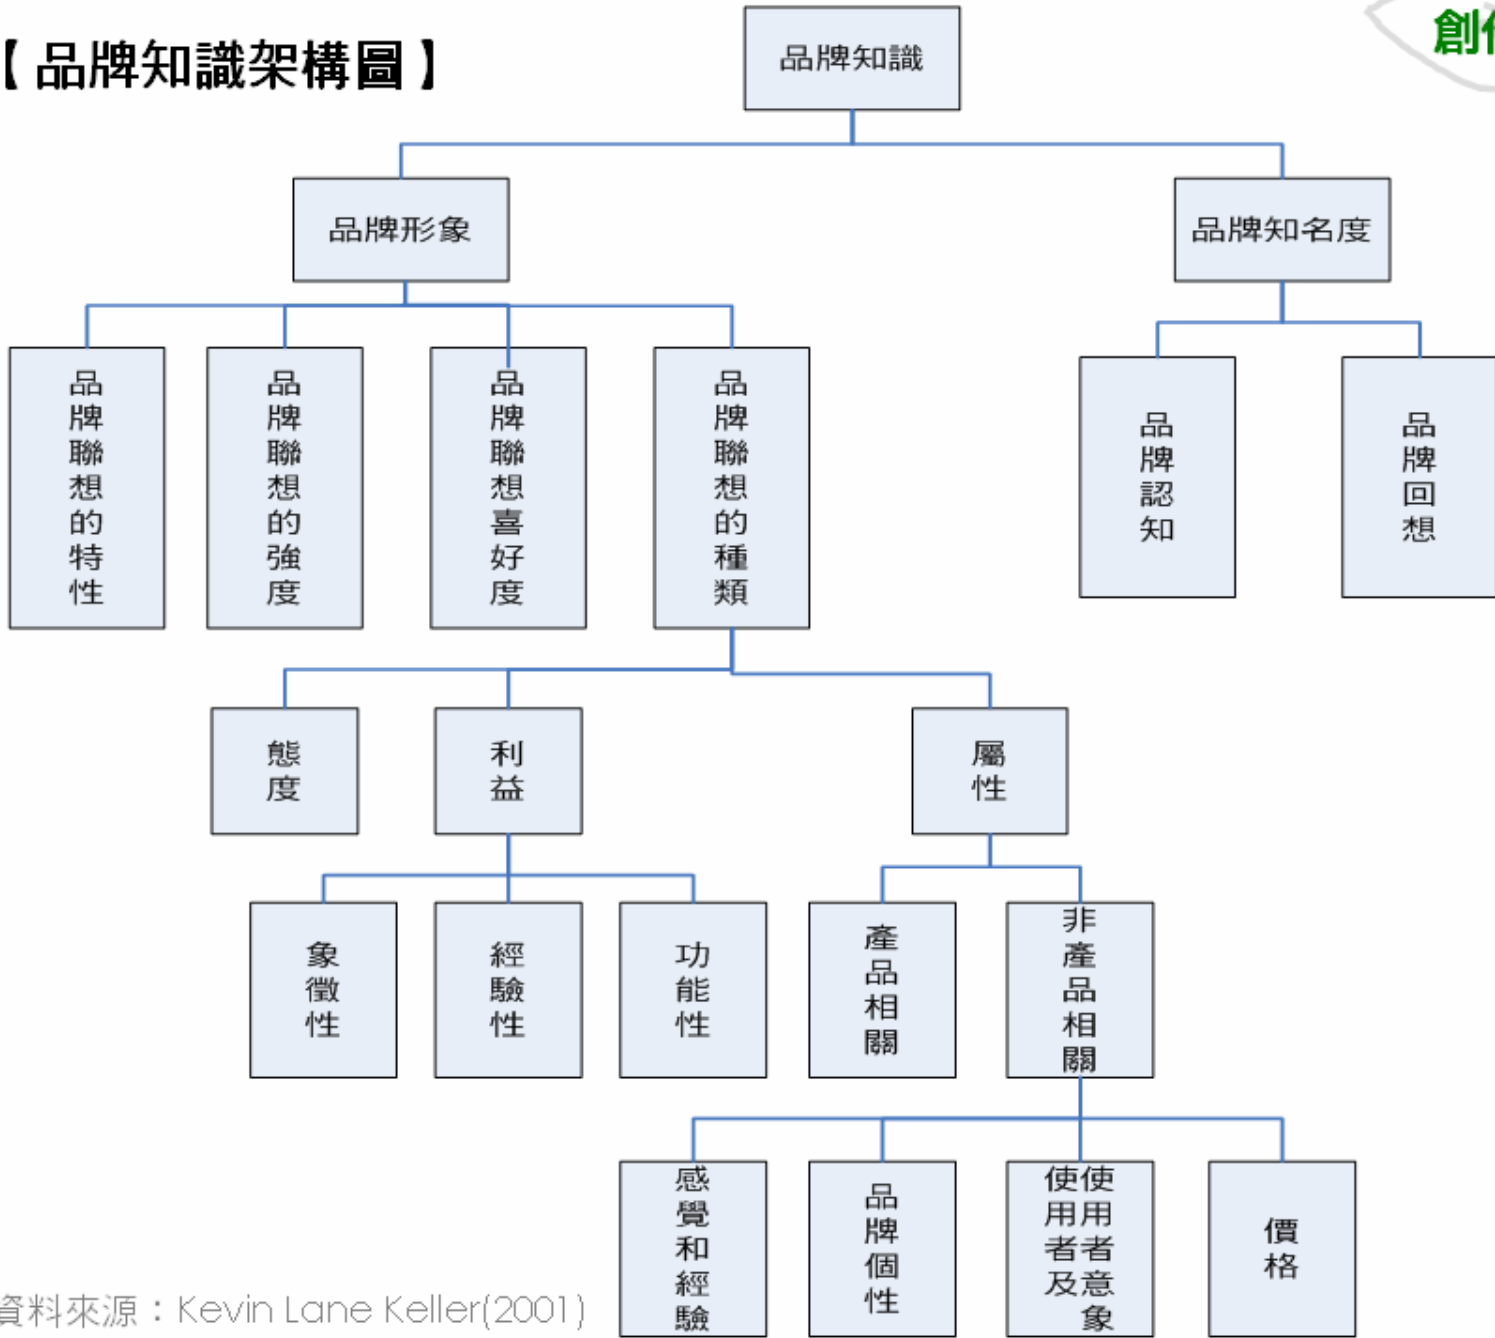 【品牌知識架構圖】
創
品牌知識
品牌形象
品牌知名度
品牌聯想的特性
品牌聯想的強度
品牌聯想喜好度
品牌聯想的種類
品牌認知
品牌回想
態度
利益
屬性
象徵性
經驗性
功能性
產品相關
非產品相關
感覺和經驗
品牌個性
使用者及
使用者意象
價格
資料來源：Kevin Lane Keller(2001)